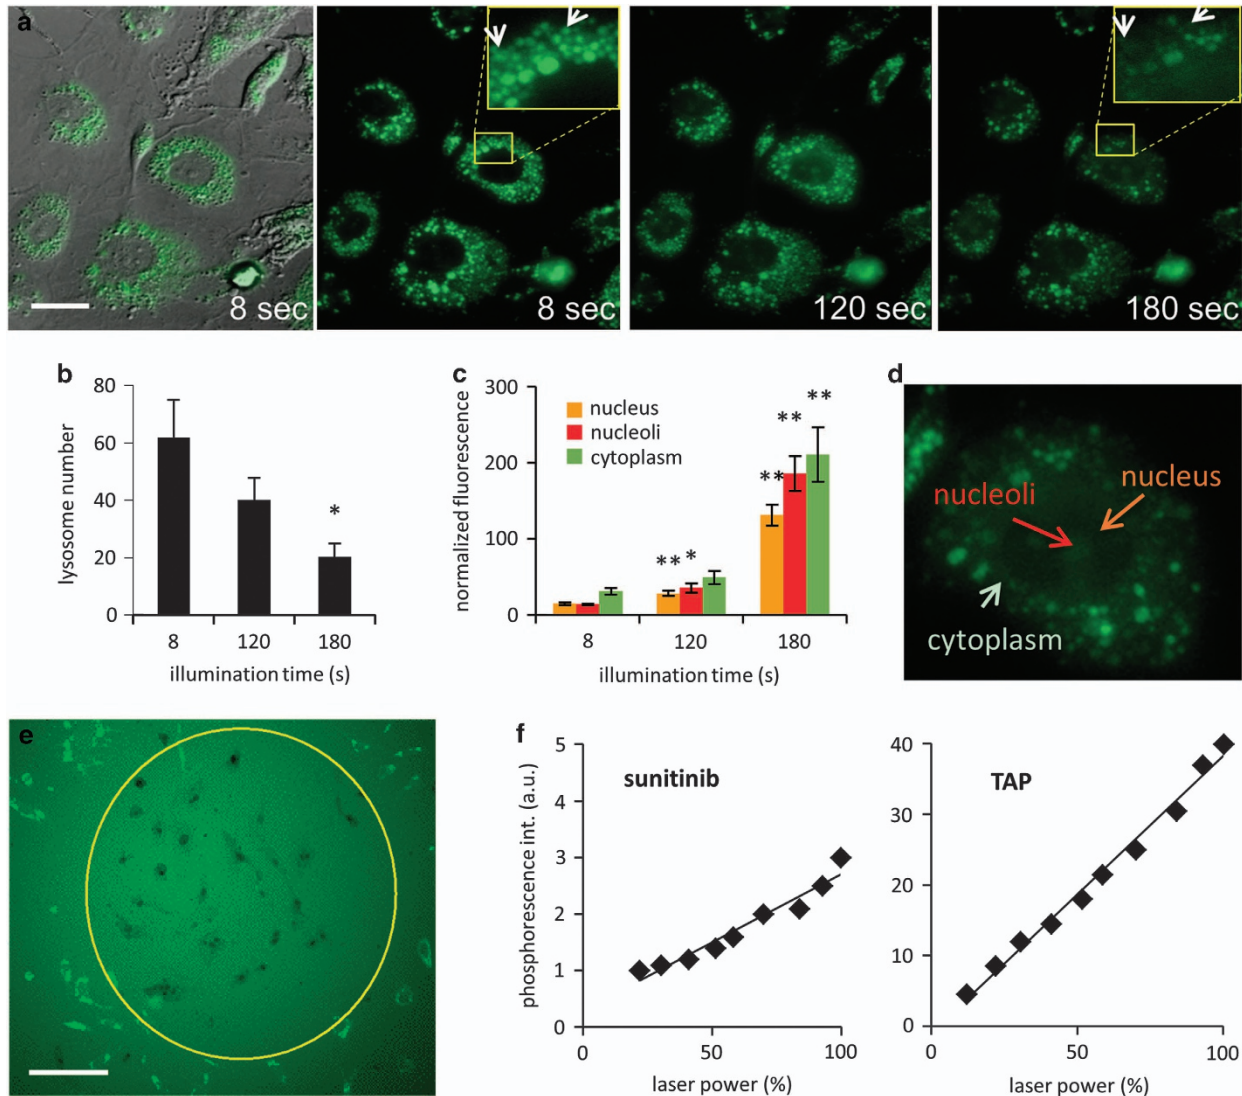 a
8 sec
8 sec
120 sec
180 sec
b
80
60
40
20
0
lysosome number
*
8 120 180
illumination time (s)
c
300
200
100
0
normalized fluorescence
nucleus
nucleoli
cytoplasm
** *
** ** **
8 120 180
illumination time (s)
d
nucleoli
nucleus
cytoplasm
e
f
sunitinib
5
4
3
2
1
0
phosphorescence int. (a.u.)
0 50 100
laser power (%)
TAP
40
30
20
10
0
0 50 100
laser power (%)